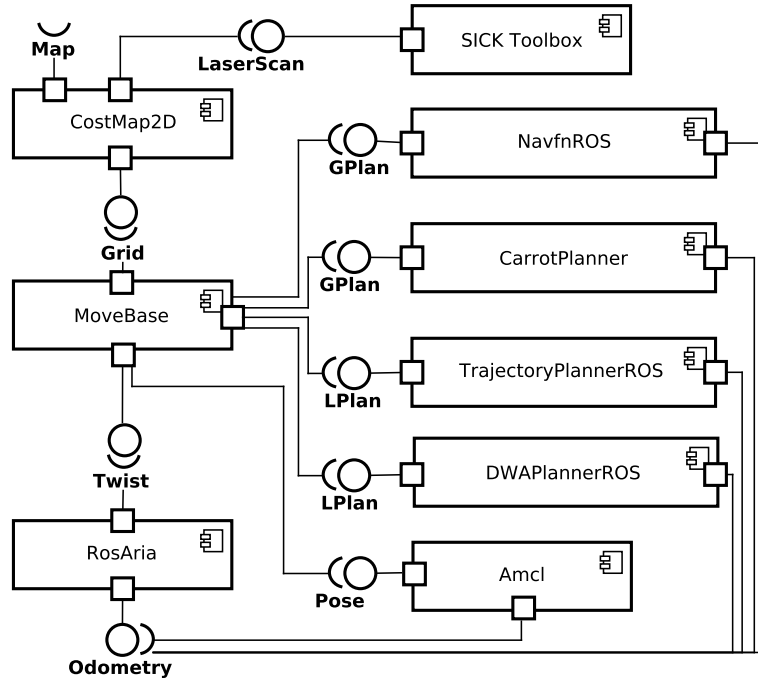 Map
LaserScan
SICK Toolbox
CostMap2D
NavfnROS
GPlan
Grid
CarrotPlanner
GPlan
MoveBase
TrajectoryPlannerROS
LPlan
DWAPlannerROS
LPlan
Twist
RosAria
Amcl
Pose
Odometry